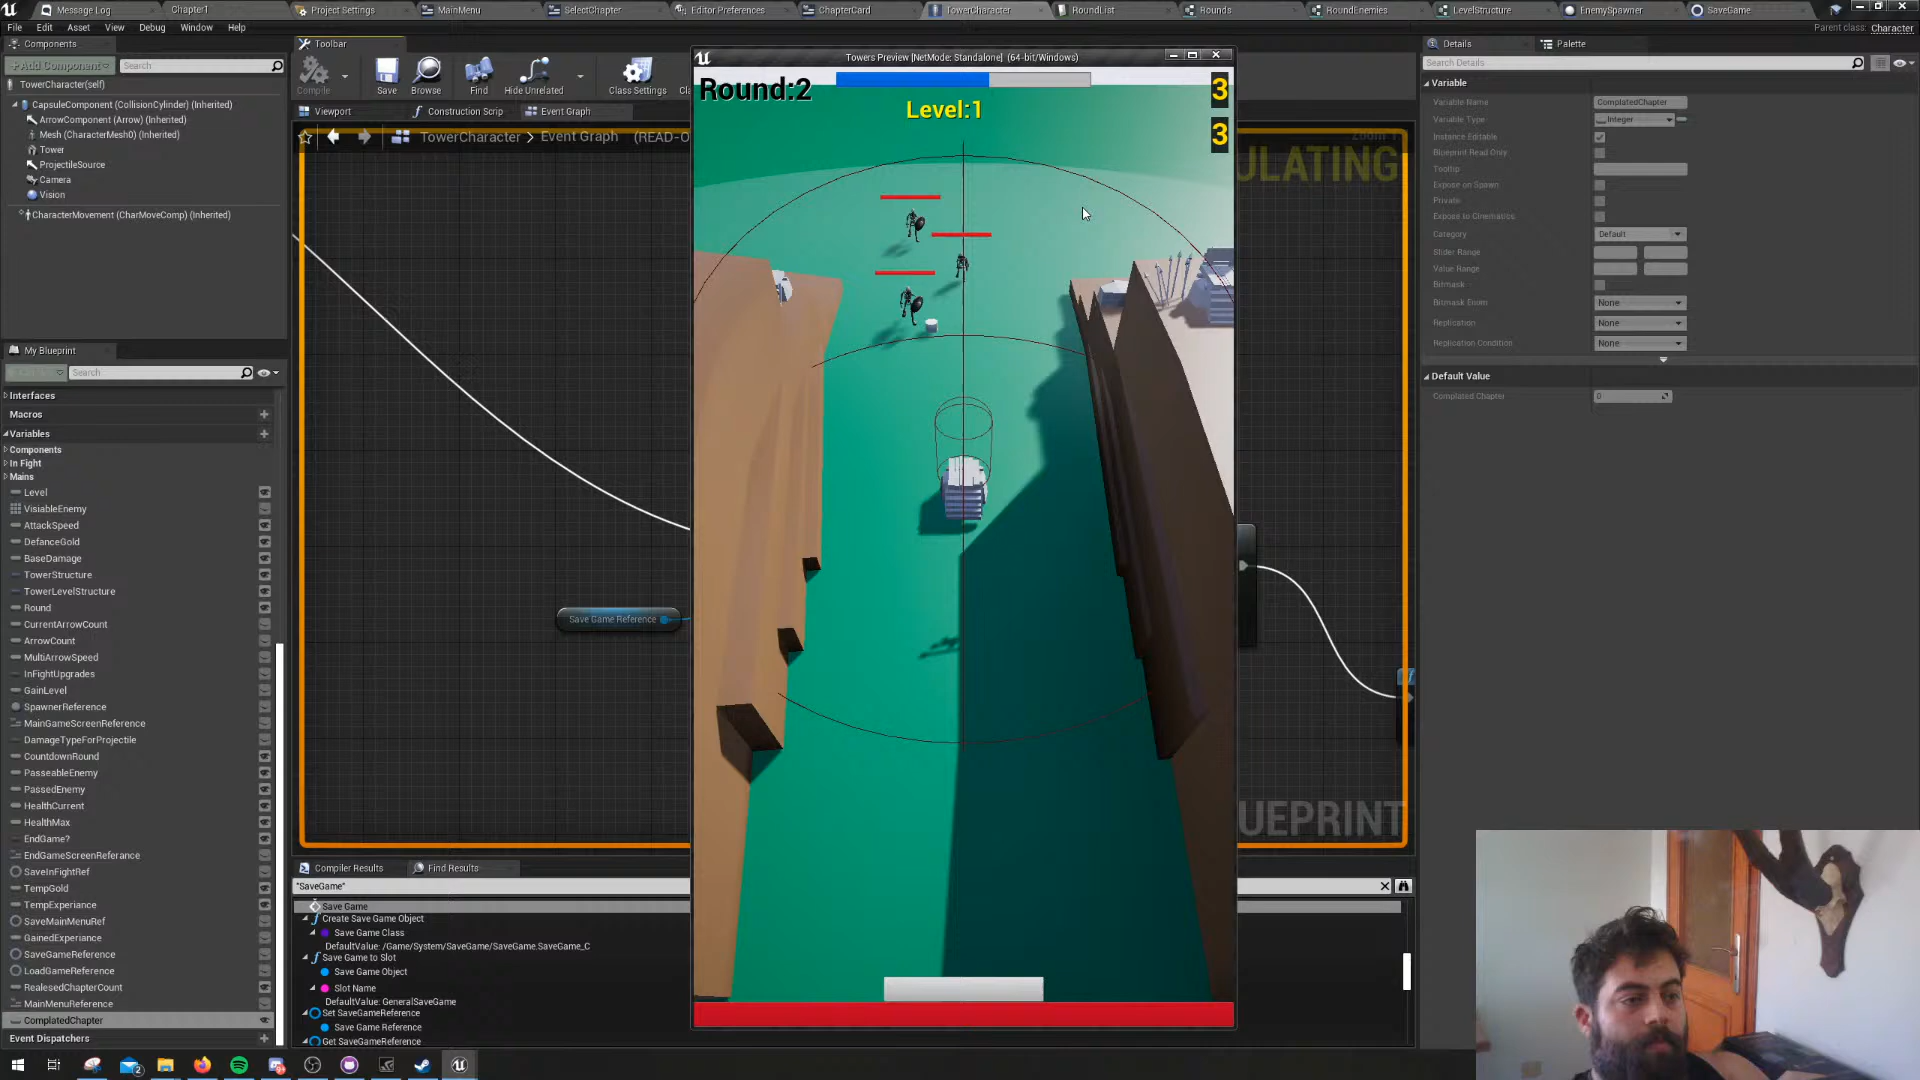 Message Log
Chapter1
Project Settings
MainMenu
SelectChapter
Editor Preferences
ChapterCard
TowerCharacter
RoundList
Rounds
RoundEnemies
LevelStructure
EnemySpawner
SaveGame
File Edit Asset View Debug Window Help
Parent class: Character
Components
+ Add Component
Search
TowerCharacter(self)
CapsuleComponent (CollisionCylinder) (Inherited)
ArrowComponent (Arrow) (Inherited)
Mesh (CharacterMesh0) (Inherited)
Tower
ProjectileSource
Camera
Vision
CharacterMovement (CharMoveComp) (Inherited)
My Blueprint
Search
Interfaces
Macros
Variables
Components
In Fight
Mains
Level
VisiableEnemy
AttackSpeed
DefanceGold
BaseDamage
TowerStructure
TowerLevelStructure
Round
CurrentArrowCount
ArrowCount
MultiArrowSpeed
InFightUpgrades
GainLevel
SpawnerReference
MainGameScreenReference
DamageTypeForProjectile
CountdownRound
PasseableEnemy
PassedEnemy
HealthCurrent
HealthMax
EndGame?
EndGameScreenReferance
SaveInFightRef
TempGold
TempExperiance
SaveMainMenuRef
GainedExperiance
SaveGameReference
LoadGameReference
RealesedChapterCount
MainMenuReference
ComplatedChapter
Event Dispatchers
Toolbar
Compile
Save
Browse
Find
Hide Unrelated
Class Settings
Viewport
Construction Scrip
Event Graph
TowerCharacter > Event Graph (READ-O
ULATING
Save Game Reference
UEPRINT
Towers Preview [NetMode: Standalone] (64-bit/Windows)
Round:2
Level:1
3
3
Compiler Results
Find Results
"SaveGame"
Save Game
Create Save Game Object
Save Game Class
DefaultValue: /Game/System/SaveGame/SaveGame.SaveGame_C
Save Game to Slot
Save Game Object
Slot Name
DefaultValue: GeneralSaveGame
Set SaveGameReference
Save Game Reference
Get SaveGameReference
Details
Palette
Search Details
Variable
Variable Name
ComplatedChapter
Variable Type
Integer
Instance Editable
Blueprint Read Only
Tooltip
Expose on Spawn
Private
Expose to Cinematics
Category
Default
Slider Range
Value Range
Bitmask
Bitmask Enum
None
Replication
None
Replication Condition
None
Default Value
Complated Chapter
0
2